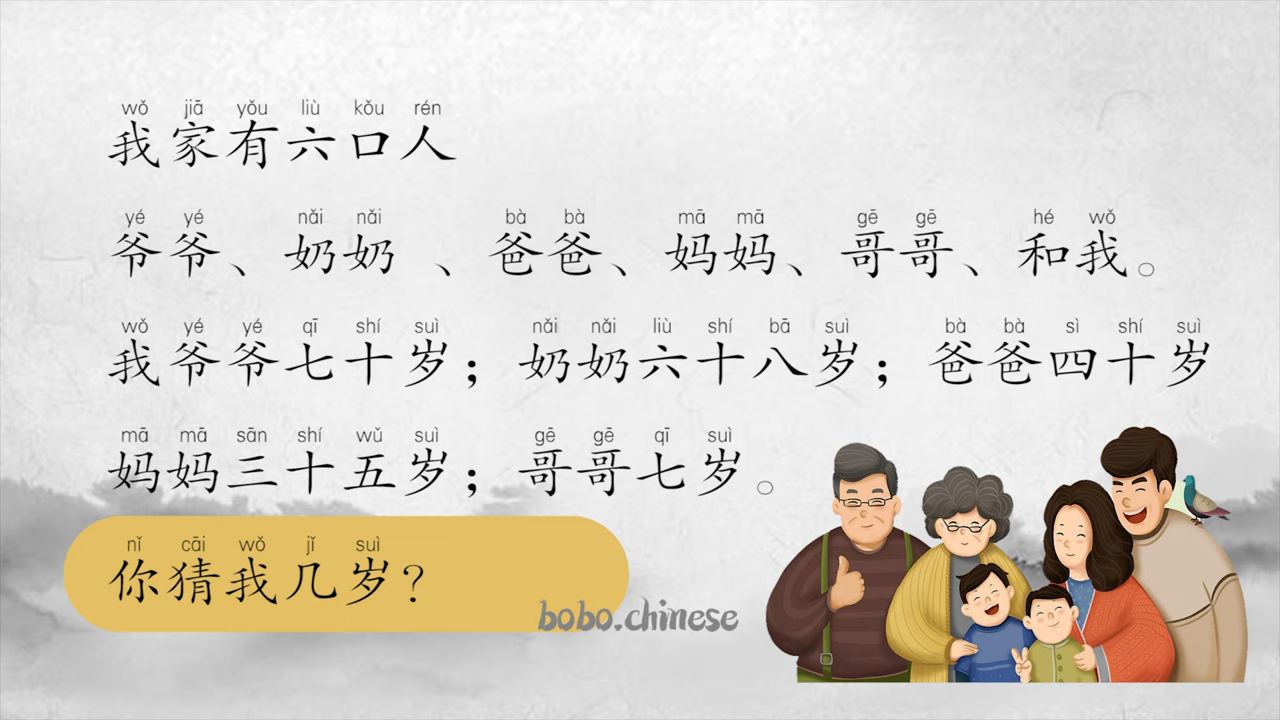 wǒ jiā yǒu liù kǒu rén
我家有六口人
yé yé nǎi nǎi bà bà mā mā gē gē hé wǒ
爷爷、奶奶 、爸爸、妈妈、哥哥、和我。
wǒ yé yé qī shí suì nǎi nǎi liù shí bā suì bà bà sì shí suì
我爷爷七十岁；奶奶六十八岁；爸爸四十岁
mā mā sān shí wǔ suì gē gē qī suì
妈妈三十五岁；哥哥七岁。
nǐ cāi wǒ jǐ suì
你猜我几岁？
bobo.chinese